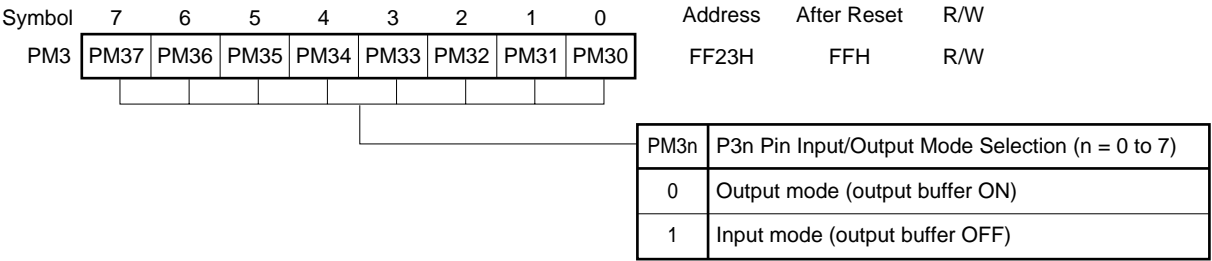 Symbol 7 6 5 4 3 2 1 0 Address After Reset R/W
PM3 PM37 PM36 PM35 PM34 PM33 PM32 PM31 PM30 FF23H FFH R/W
PM3n P3n Pin Input/Output Mode Selection (n = 0 to 7)
0 Output mode (output buffer ON)
1 Input mode (output buffer OFF)